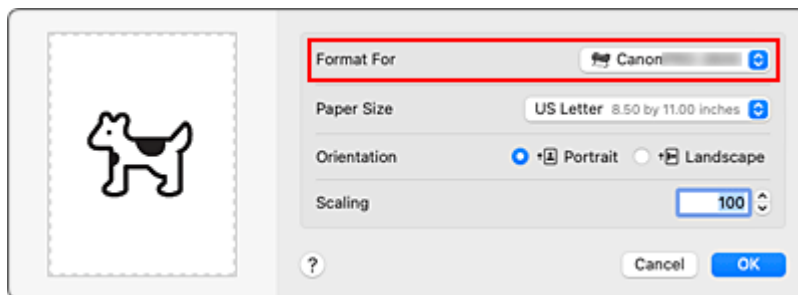 Format For Canon
Paper Size US Letter 8.50 by 11.00 inches
Orientation Portrait Landscape
Scaling 100
? Cancel OK